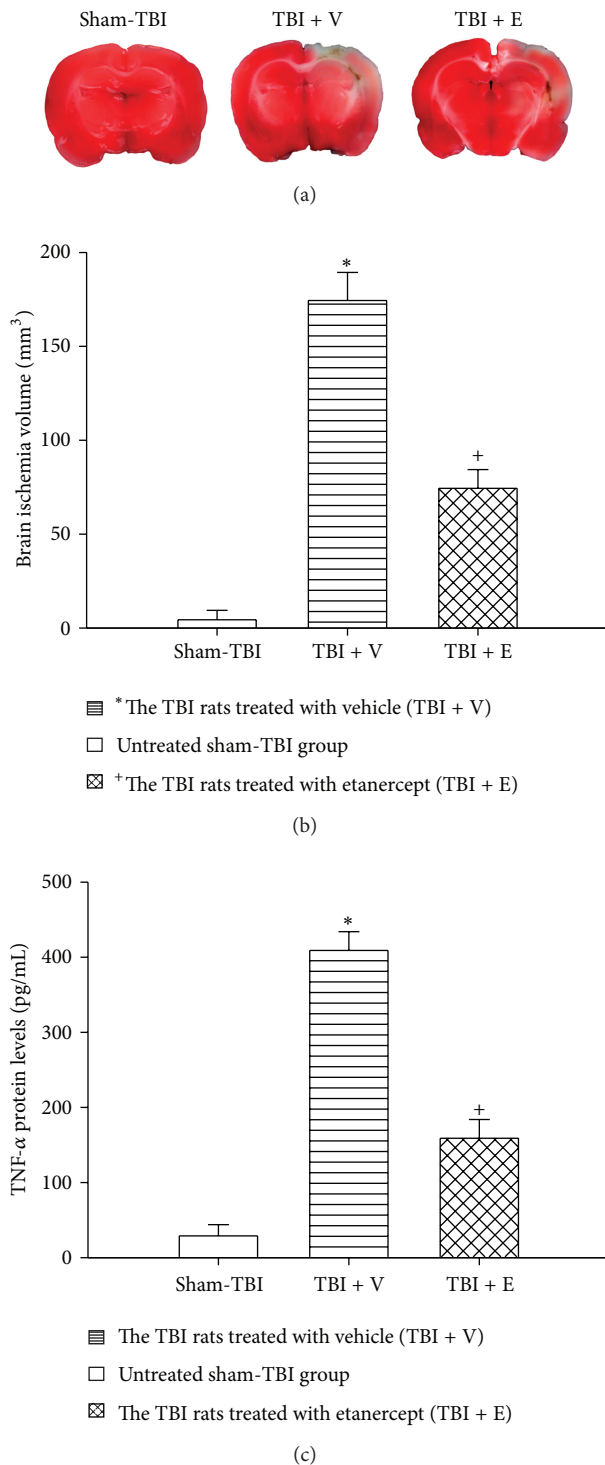 Sham-TBI TBI + V TBI + E
(a)
200
150
100
50
0
Brain ischemia volume (mm³)
*
+
Sham-TBI TBI + V TBI + E
* The TBI rats treated with vehicle (TBI + V)
Untreated sham-TBI group
+ The TBI rats treated with etanercept (TBI + E)
(b)
500
400
300
200
100
0
TNF-α protein levels (pg/mL)
*
+
Sham-TBI TBI + V TBI + E
The TBI rats treated with vehicle (TBI + V)
Untreated sham-TBI group
The TBI rats treated with etanercept (TBI + E)
(c)